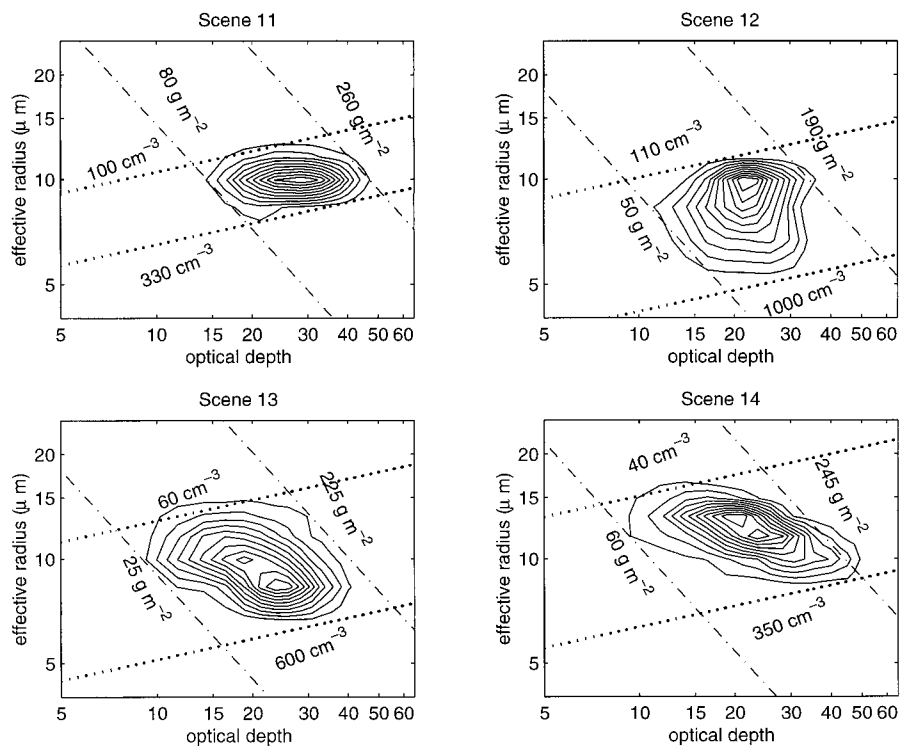 Scene 11
effective radius (μ m)
20
10
5
80 g m⁻²
260 g m⁻²
100 cm⁻³
330 cm⁻³
5 10 15 20 30 40 50 60
optical depth
Scene 12
effective radius (μ m)
20
10
5
110 cm⁻³
190 g m⁻²
50 g m⁻²
1000 cm⁻³
5 10 15 20 30 40 50 60
optical depth
Scene 13
effective radius (μ m)
20
15
10
5
60 cm⁻³
225 g m⁻²
25 g m⁻²
600 cm⁻³
5 10 15 20 30 40 50 60
optical depth
Scene 14
effective radius (μ m)
20
15
10
5
40 cm⁻³
245 g m⁻²
60 g m⁻²
350 cm⁻³
5 10 15 20 30 40 50 60
optical depth